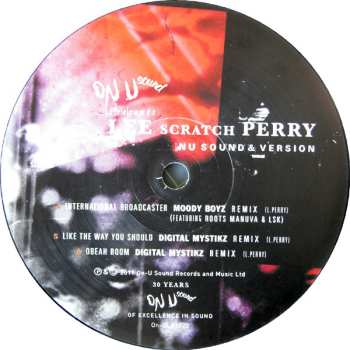 ON U Sound
LEE SCRATCH PERRY
NU SOUND & VERSION
INTERNATIONAL BROADCASTER MOODY BOYZ REMIX (L.PERRY)
(FEATURING ROOTS MANUVA & LSK)
LIKE THE WAY YOU SHOULD DIGITAL MYSTIKZ REMIX (L.PERRY)
OBEAH ROOM DIGITAL MYSTIKZ REMIX (L.PERRY)
℗ & © 2011 On-U Sound Records and Music Ltd
30 YEARS
ON U Sound
OF EXCELLENCE IN SOUND